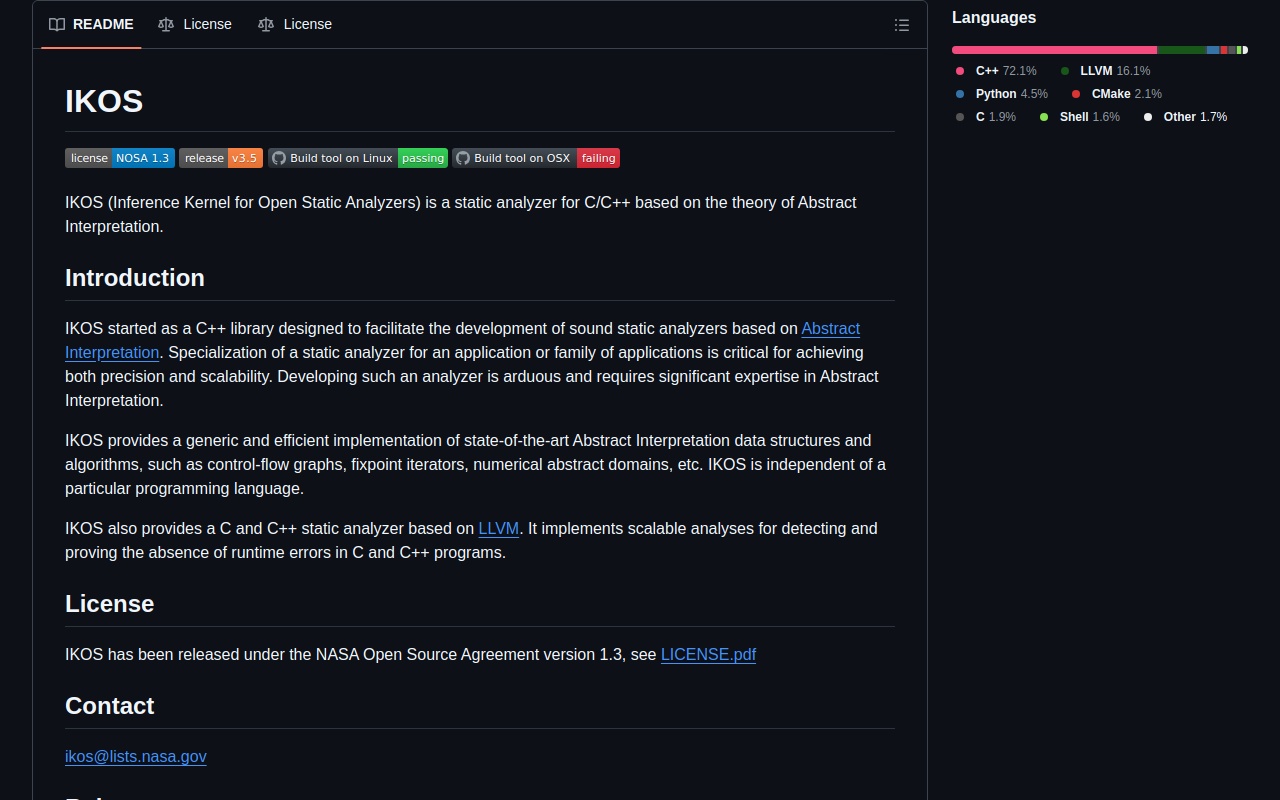 README
License
License
IKOS
license NOSA 1.3
release v3.5
Build tool on Linux passing
Build tool on OSX failing
IKOS (Inference Kernel for Open Static Analyzers) is a static analyzer for C/C++ based on the theory of Abstract
Interpretation.
Introduction
IKOS started as a C++ library designed to facilitate the development of sound static analyzers based on Abstract
Interpretation. Specialization of a static analyzer for an application or family of applications is critical for achieving
both precision and scalability. Developing such an analyzer is arduous and requires significant expertise in Abstract
Interpretation.
IKOS provides a generic and efficient implementation of state-of-the-art Abstract Interpretation data structures and
algorithms, such as control-flow graphs, fixpoint iterators, numerical abstract domains, etc. IKOS is independent of a
particular programming language.
IKOS also provides a C and C++ static analyzer based on LLVM. It implements scalable analyses for detecting and
proving the absence of runtime errors in C and C++ programs.
License
IKOS has been released under the NASA Open Source Agreement version 1.3, see LICENSE.pdf
Contact
ikos@lists.nasa.gov
Languages
C++ 72.1%
LLVM 16.1%
Python 4.5%
CMake 2.1%
C 1.9%
Shell 1.6%
Other 1.7%